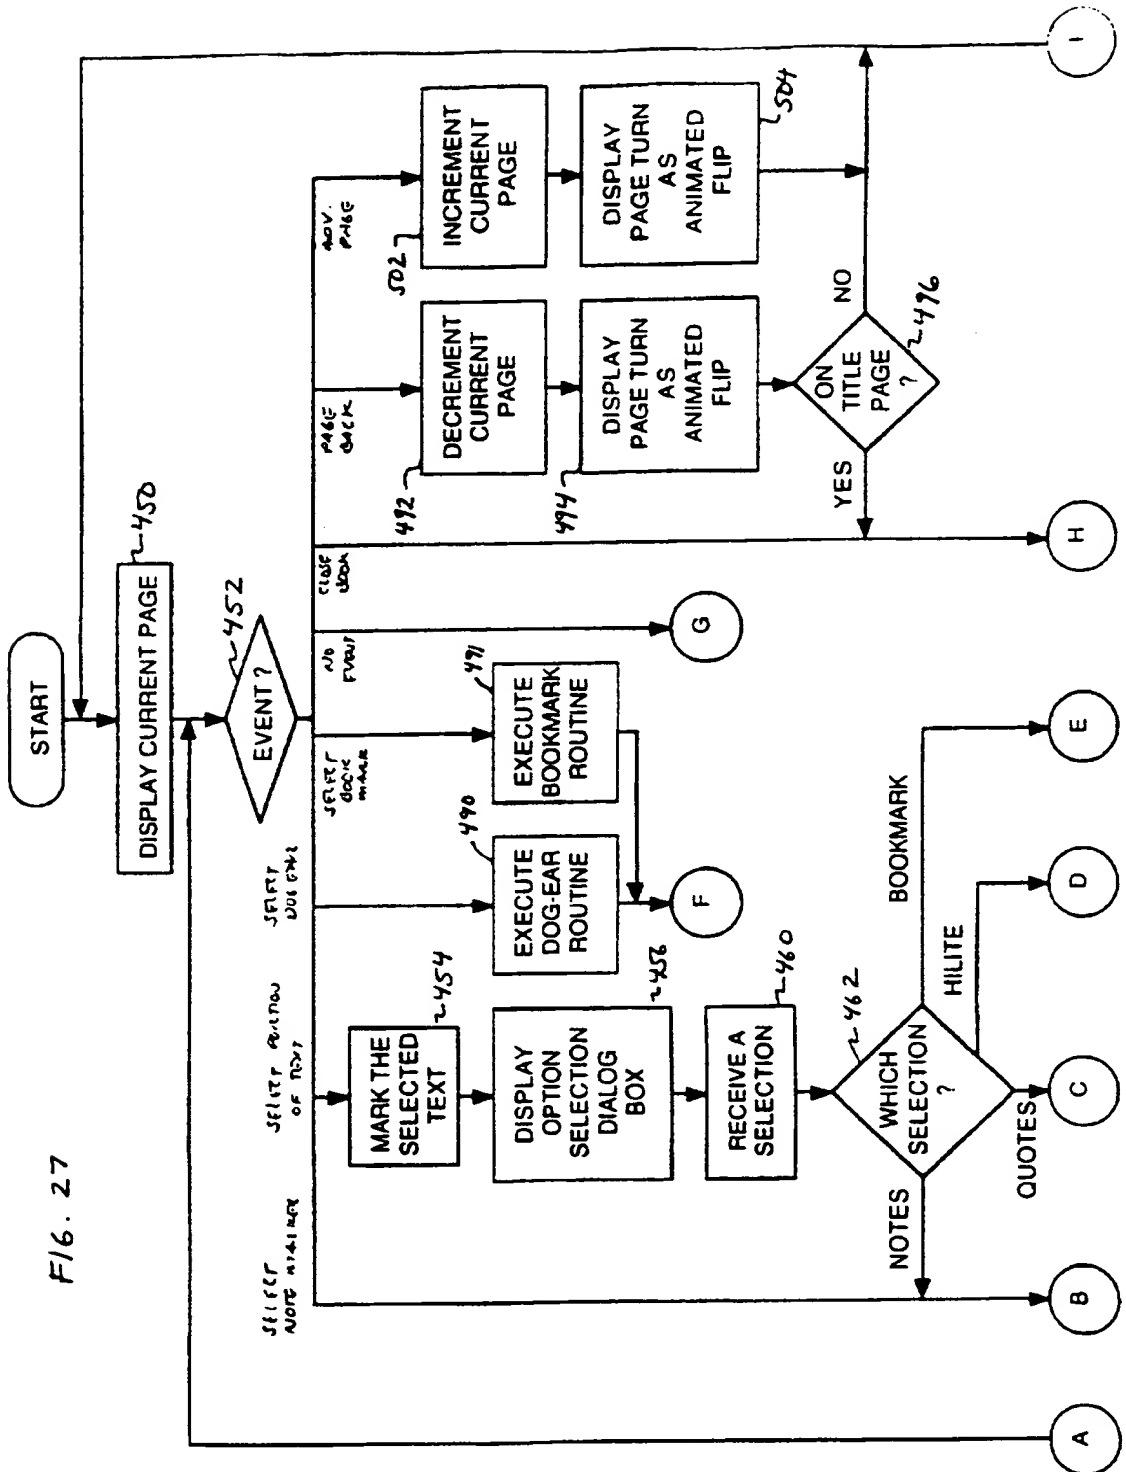 FIG. 27
START
DISPLAY CURRENT PAGE
450
EVENT ?
452
SELECT
NOTE MARKER
SELECT PORTION
OF TEXT
SELECT
DOG EAR
SELECT
BOOK
MARK
NO
EVENT
CLOSE
BOOK
PAGE
BACK
ADV.
PAGE
MARK THE
SELECTED
TEXT
454
DISPLAY
OPTION
SELECTION
DIALOG
BOX
456
RECEIVE A
SELECTION
460
WHICH
SELECTION
?
462
NOTES
QUOTES
HILITE
BOOKMARK
EXECUTE
DOG-EAR
ROUTINE
490
EXECUTE
BOOKMARK
ROUTINE
491
DECREMENT
CURRENT
PAGE
492
DISPLAY
PAGE TURN
AS
ANIMATED
FLIP
494
ON
TITLE
PAGE
?
496
YES
NO
INCREMENT
CURRENT
PAGE
502
DISPLAY
PAGE TURN
AS
ANIMATED
FLIP
504
F
G
A
B
C
D
E
H
I